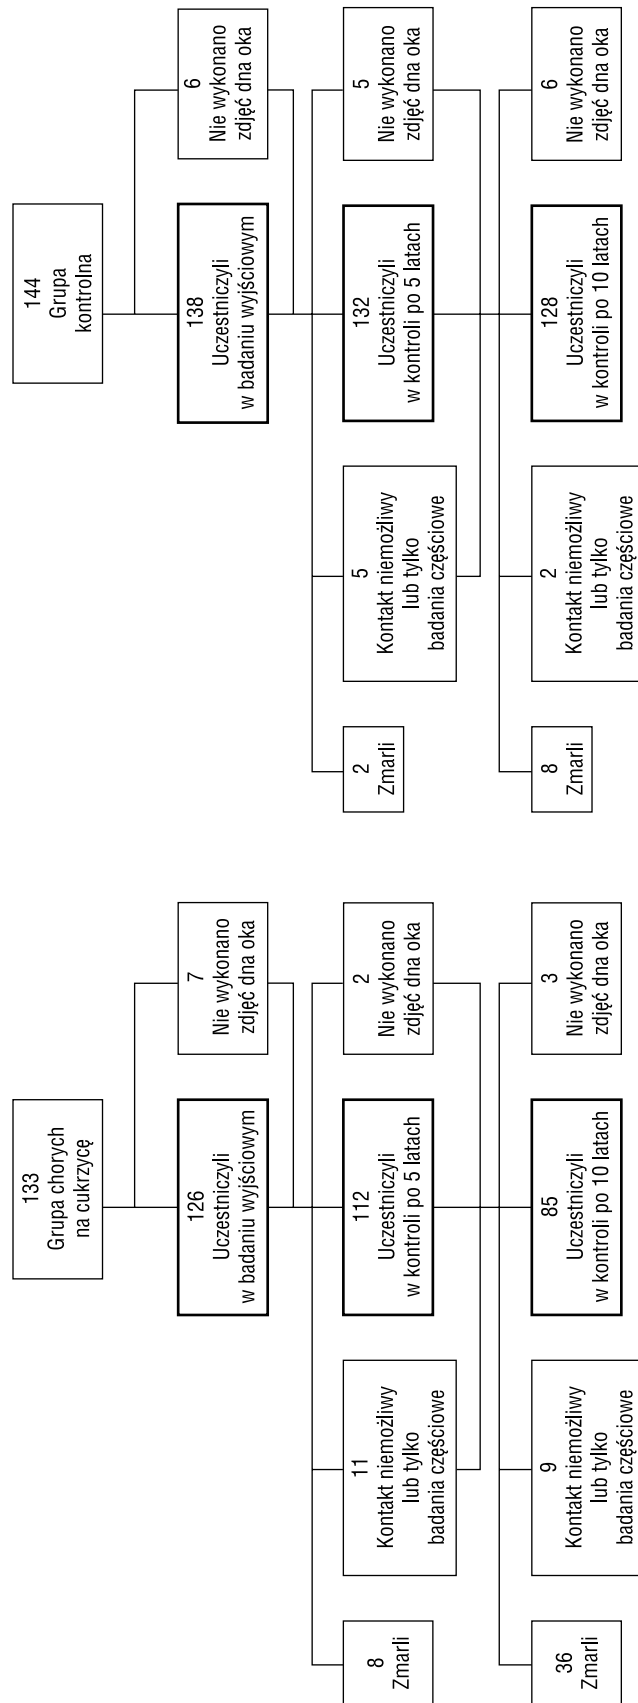 133
Grupa chorych
na cukrzycę
126
Uczestniczyli
w badaniu wyjściowym
7
Nie wykonano
zdjęć dna oka
8
Zmarli
11
Kontakt niemożliwy
lub tylko
badania częściowe
112
Uczestniczyli
w kontroli po 5 latach
2
Nie wykonano
zdjęć dna oka
36
Zmarli
9
Kontakt niemożliwy
lub tylko
badania częściowe
85
Uczestniczyli
w kontroli po 10 latach
3
Nie wykonano
zdjęć dna oka
144
Grupa
kontrolna
138
Uczestniczyli
w badaniu wyjściowym
6
Nie wykonano
zdjęć dna oka
2
Zmarli
5
Kontakt niemożliwy
lub tylko
badania częściowe
132
Uczestniczyli
w kontroli po 5 latach
5
Nie wykonano
zdjęć dna oka
8
Zmarli
2
Kontakt niemożliwy
lub tylko
badania częściowe
128
Uczestniczyli
w kontroli po 10 latach
6
Nie wykonano
zdjęć dna oka